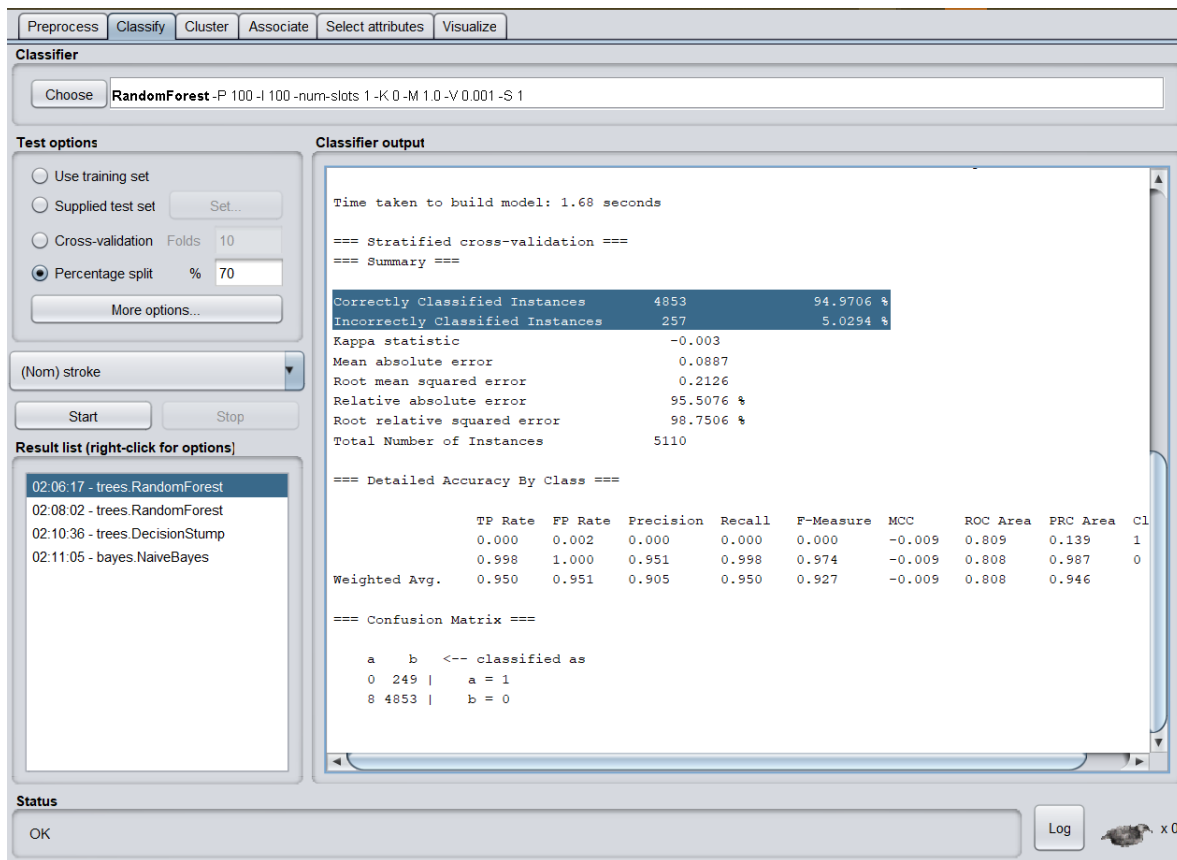 Preprocess Classify Cluster Associate Select attributes Visualize
Classifier
Choose RandomForest -P 100 -I 100 -num-slots 1 -K 0 -M 1.0 -V 0.001 -S 1
Test options
Use training set
Supplied test set Set...
Cross-validation Folds 10
Percentage split % 70
More options...
(Nom) stroke
Start Stop
Result list (right-click for options)
02:06:17 - trees.RandomForest
02:08:02 - trees.RandomForest
02:10:36 - trees.DecisionStump
02:11:05 - bayes.NaiveBayes
Classifier output
Time taken to build model: 1.68 seconds
=== Stratified cross-validation ===
=== Summary ===
Correctly Classified Instances 4853 94.9706 %
Incorrectly Classified Instances 257 5.0294 %
Kappa statistic -0.003
Mean absolute error 0.0887
Root mean squared error 0.2126
Relative absolute error 95.5076 %
Root relative squared error 98.7506 %
Total Number of Instances 5110
=== Detailed Accuracy By Class ===
TP Rate FP Rate Precision Recall F-Measure MCC ROC Area PRC Area Cl
0.000 0.002 0.000 0.000 0.000 -0.009 0.809 0.139 1
0.998 1.000 0.951 0.998 0.974 -0.009 0.808 0.987 0
Weighted Avg. 0.950 0.951 0.905 0.950 0.927 -0.009 0.808 0.946
=== Confusion Matrix ===
a b <-- classified as
0 249 | a = 1
8 4853 | b = 0
Status
OK
Log x 0